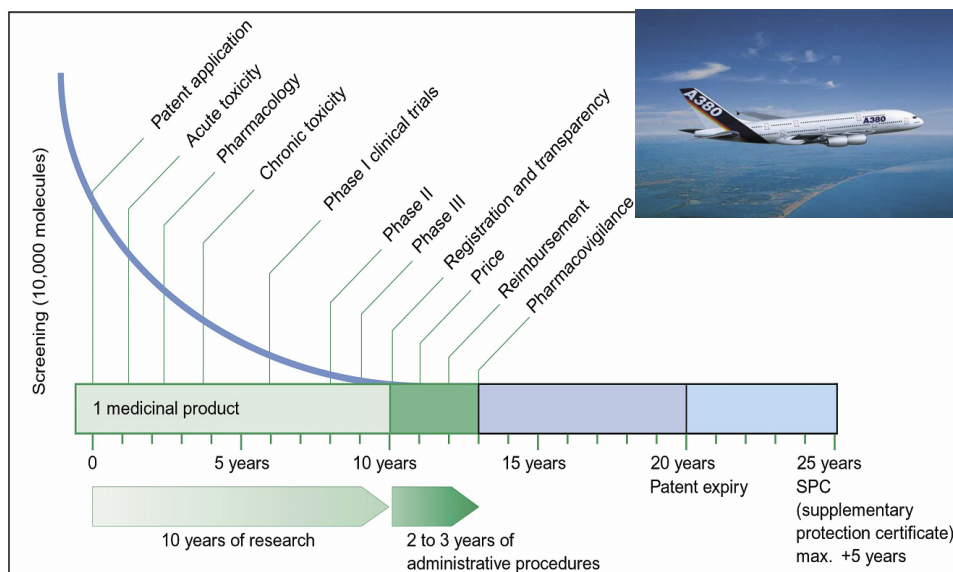 Screening (10,000 molecules)
Patent application
Acute toxicity
Pharmacology
Chronic toxicity
Phase I clinical trials
Phase II
Phase III
Registration and transparency
Price
Reimbursement
Pharmacovigilance
A380
A380
1 medicinal product
0
5 years
10 years
15 years
20 years
Patent expiry
25 years
SPC
(supplementary
protection certificate)
max. +5 years
10 years of research
2 to 3 years of
administrative procedures